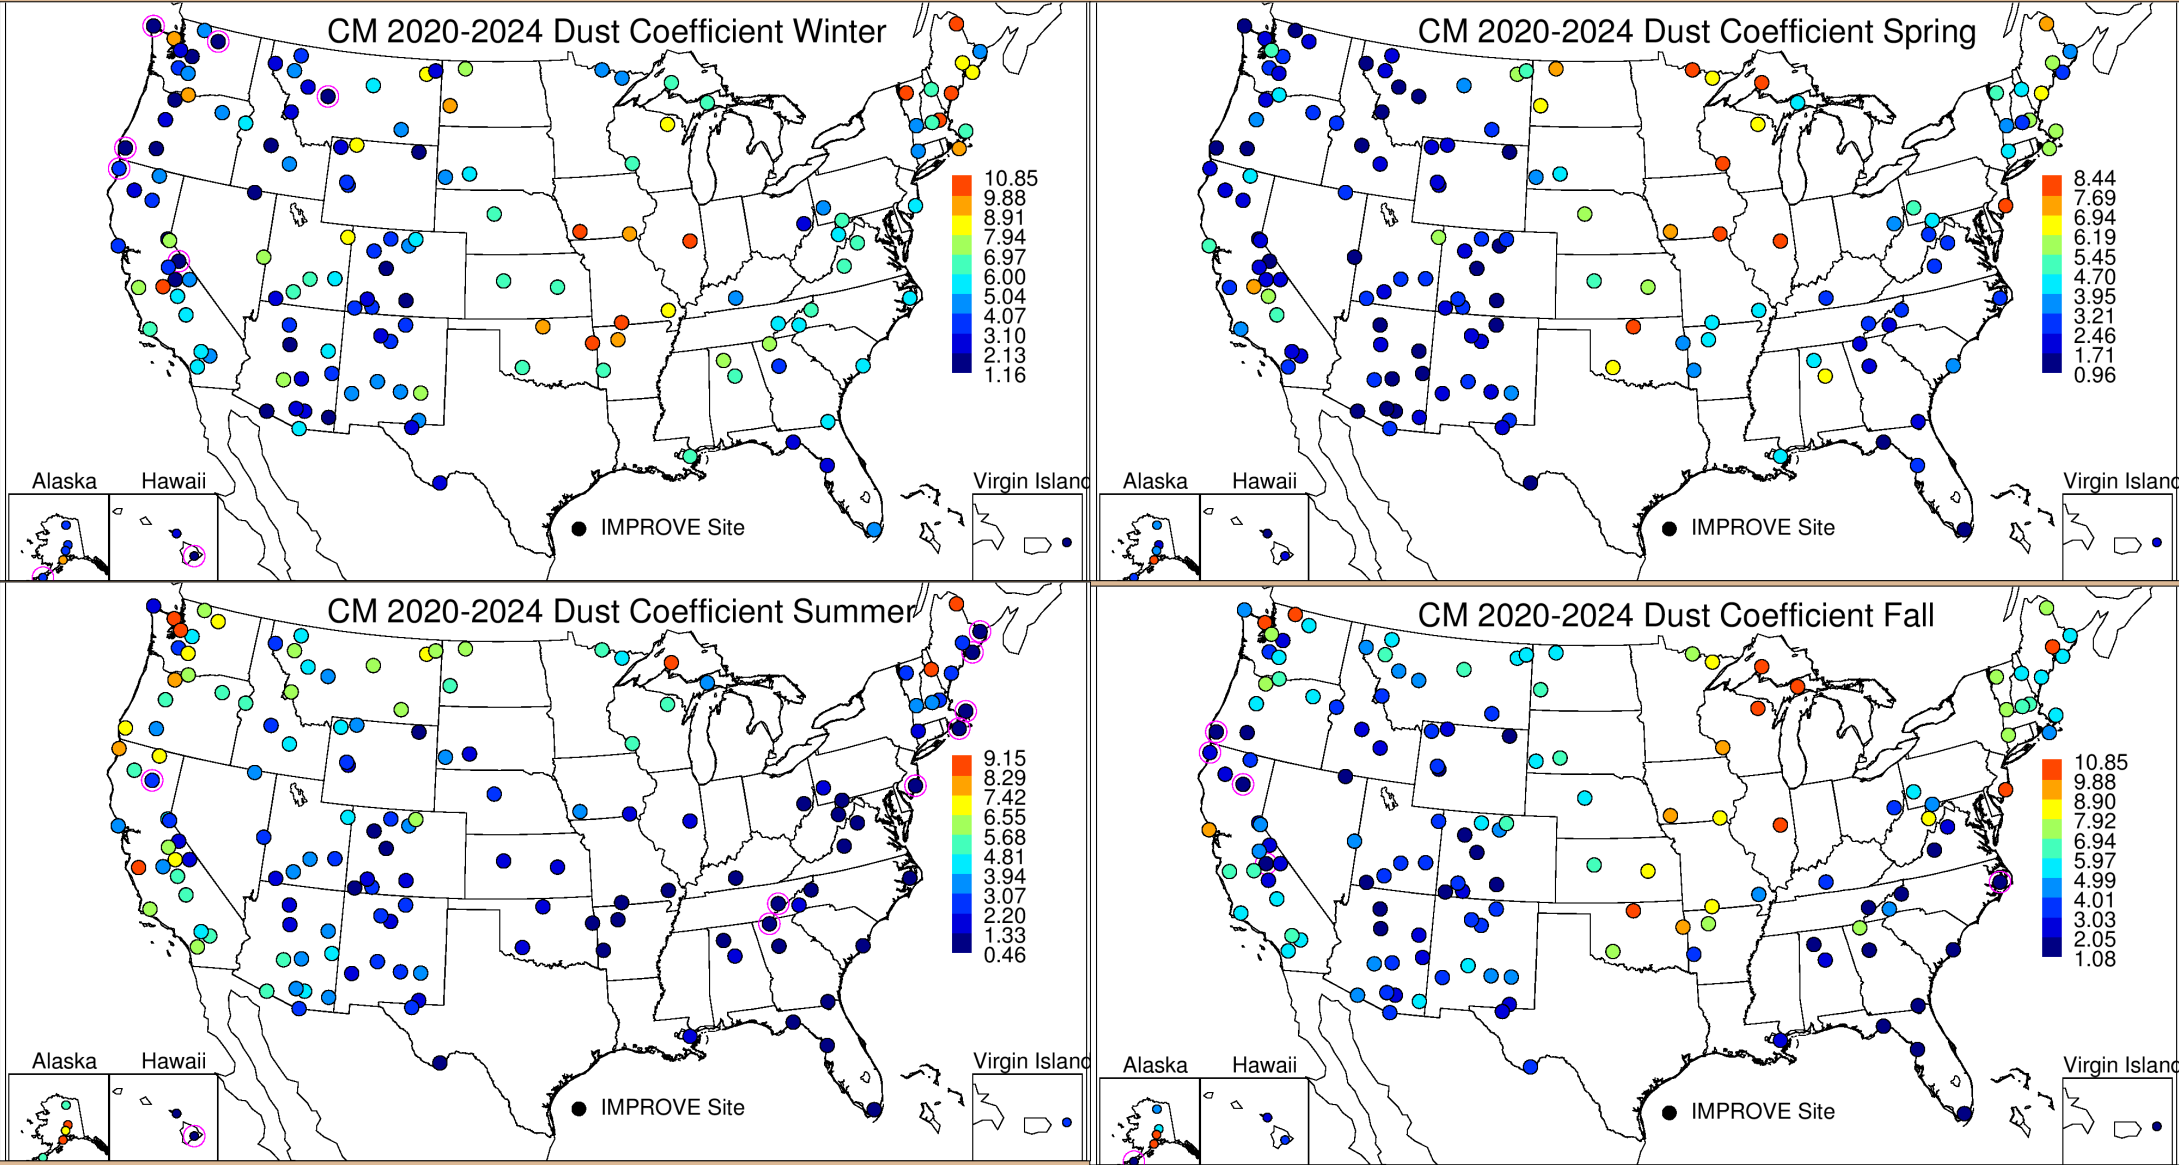 CM 2020-2024 Dust Coefficient Winter
10.85
9.88
8.91
7.94
6.97
6.00
5.04
4.07
3.10
2.13
1.16
Alaska
Hawaii
Virgin Island
IMPROVE Site
CM 2020-2024 Dust Coefficient Spring
8.44
7.69
6.94
6.19
5.45
4.70
3.95
3.21
2.46
1.71
0.96
Alaska
Hawaii
Virgin Island
IMPROVE Site
CM 2020-2024 Dust Coefficient Summer
9.15
8.29
7.42
6.55
5.68
4.81
3.94
3.07
2.20
1.33
0.46
Alaska
Hawaii
Virgin Island
IMPROVE Site
CM 2020-2024 Dust Coefficient Fall
10.85
9.88
8.90
7.92
6.94
5.97
4.99
4.01
3.03
2.05
1.08
Alaska
Hawaii
Virgin Island
IMPROVE Site